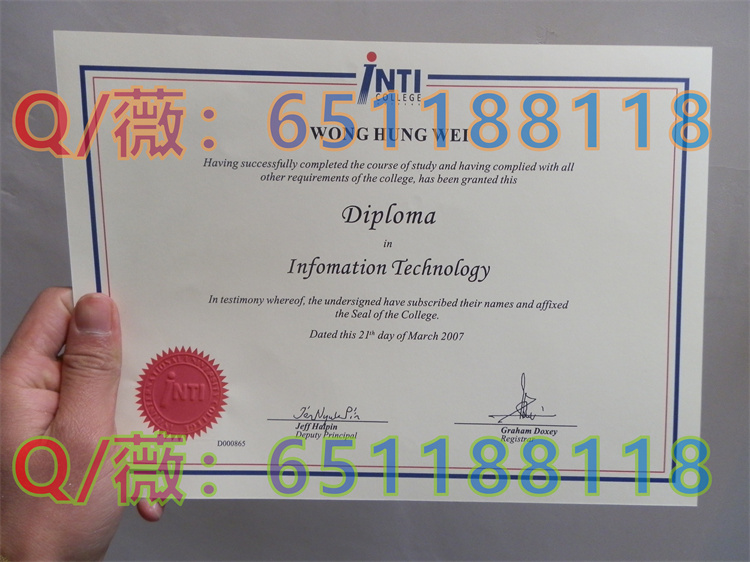 INTI
COLLEGE
Q/薇：651188118
WONG HUNG WEI
Having successfully completed the course of study and having complied with all
other requirements of the college, has been granted this
Diploma
in
Infomation Technology
In testimony whereof, the undersigned have subscribed their names and affixed
the Seal of the College.
Dated this 21th day of March 2007
INTI
Jeff Halpin
Deputy Principal
Graham Doxey
Registrar
D000865
Q/薇：651188118